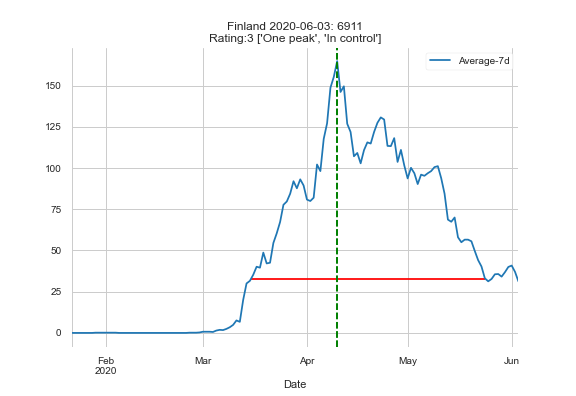 Finland 2020-06-03: 6911
Rating:3 ['One peak', 'In control']
Average-7d
150
125
100
75
50
25
0
Feb
2020
Mar
Apr
May
Jun
Date